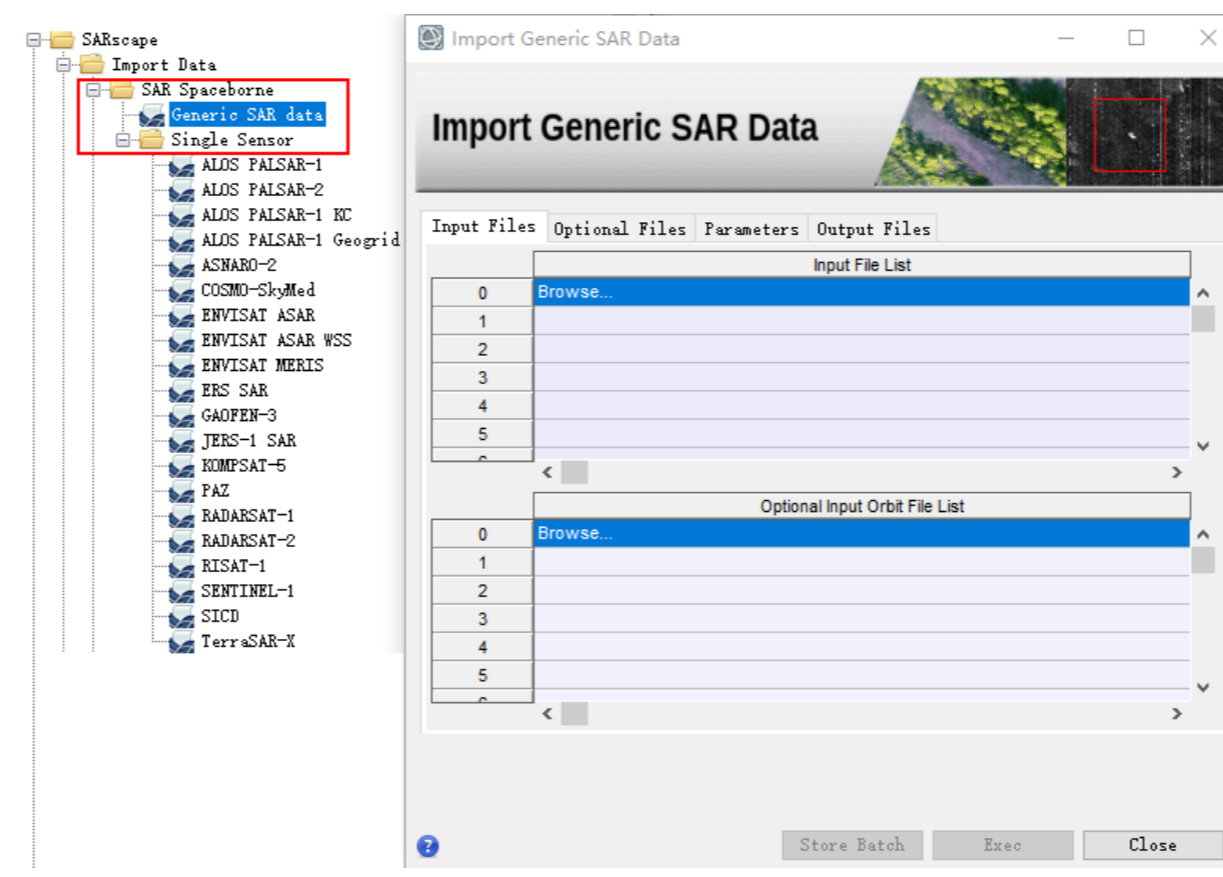 SARscape
Import Data
SAR Spaceborne
Generic SAR data
Single Sensor
ALOS PALSAR-1
ALOS PALSAR-2
ALOS PALSAR-1 KC
ALOS PALSAR-1 Geogrid
ASNARO-2
COSMO-SkyMed
ENVISAT ASAR
ENVISAT ASAR WSS
ENVISAT MERIS
ERS SAR
GAOFEN-3
JERS-1 SAR
KOMPSAT-5
PAZ
RADARSAT-1
RADARSAT-2
RISAT-1
SENTINEL-1
SICD
TerraSAR-X
Import Generic SAR Data
Import Generic SAR Data
Input Files Optional Files Parameters Output Files
Input File List
0 Browse...
1
2
3
4
5
Optional Input Orbit File List
0 Browse...
1
2
3
4
5
? Store Batch Exec Close